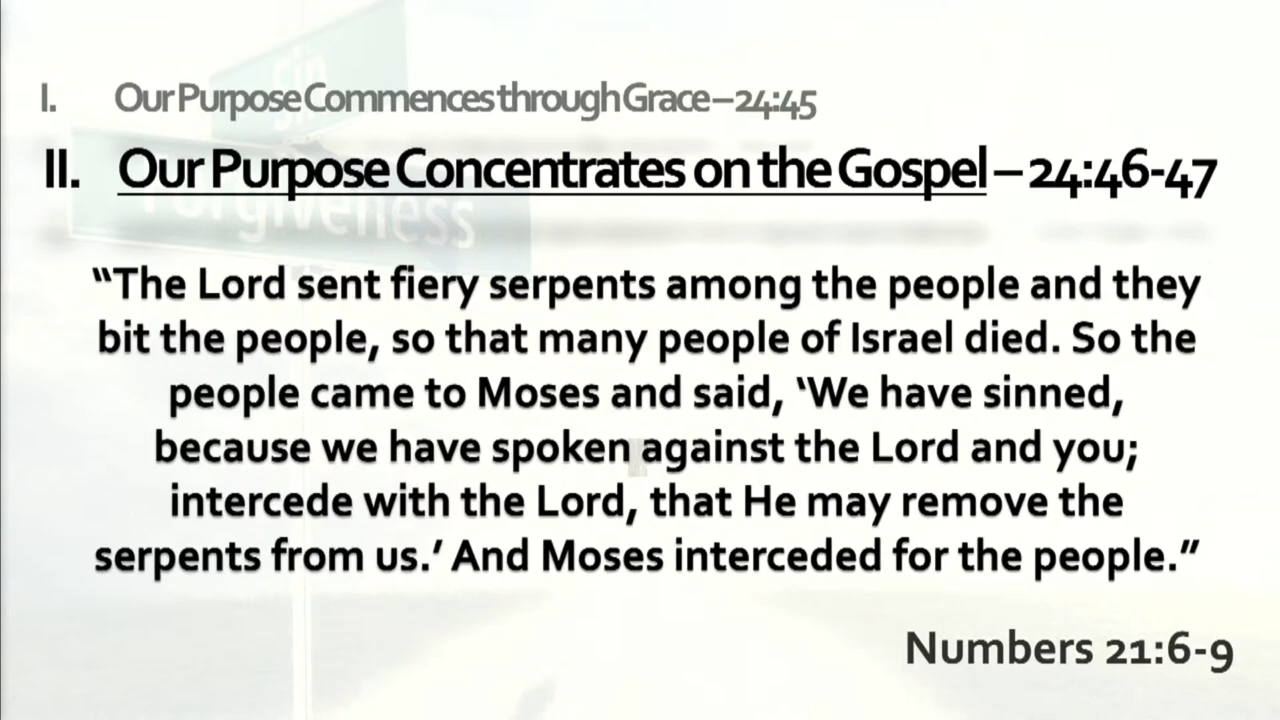 Sin
I. Our Purpose Commences through Grace – 24:45
II. Our Purpose Concentrates on the Gospel – 24:46-47
Forgiveness
“The Lord sent fiery serpents among the people and they
bit the people, so that many people of Israel died. So the
people came to Moses and said, ‘We have sinned,
because we have spoken against the Lord and you;
intercede with the Lord, that He may remove the
serpents from us.’ And Moses interceded for the people.”
Numbers 21:6-9